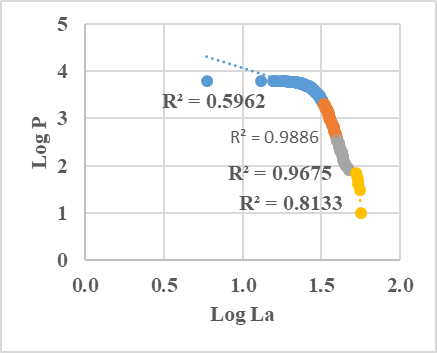 5
4
3
2
1
0
Log P
R² = 0.5962
R² = 0.9886
R² = 0.9675
R² = 0.8133
0.0 0.5 1.0 1.5 2.0
Log La